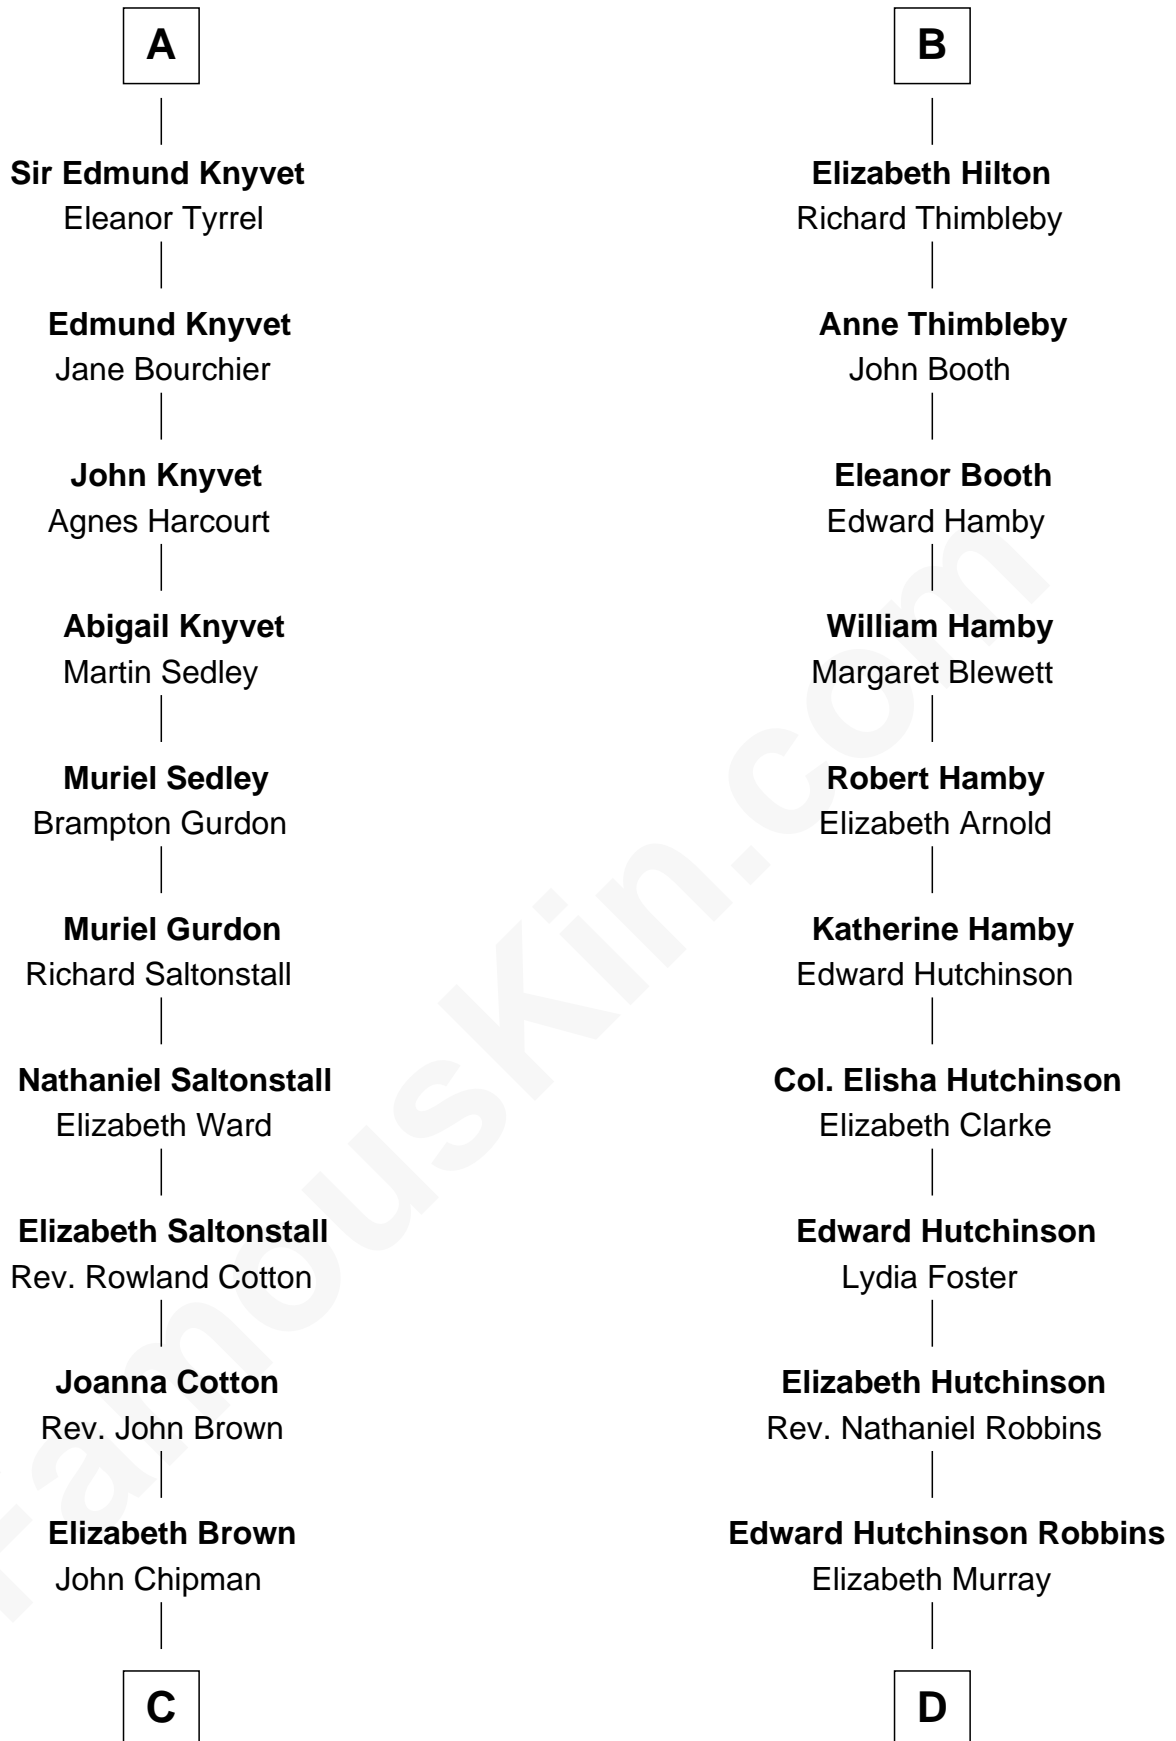 A
Sir Edmund Knyvet
Eleanor Tyrrel
Edmund Knyvet
Jane Bourchier
John Knyvet
Agnes Harcourt
Abigail Knyvet
Martin Sedley
Muriel Sedley
Brampton Gurdon
Muriel Gurdon
Richard Saltonstall
Nathaniel Saltonstall
Elizabeth Ward
Elizabeth Saltonstall
Rev. Rowland Cotton
Joanna Cotton
Rev. John Brown
Elizabeth Brown
John Chipman
C
B
Elizabeth Hilton
Richard Thimbleby
Anne Thimbleby
John Booth
Eleanor Booth
Edward Hamby
William Hamby
Margaret Blewett
Robert Hamby
Elizabeth Arnold
Katherine Hamby
Edward Hutchinson
Col. Elisha Hutchinson
Elizabeth Clarke
Edward Hutchinson
Lydia Foster
Elizabeth Hutchinson
Rev. Nathaniel Robbins
Edward Hutchinson Robbins
Elizabeth Murray
D
FamousKin.com